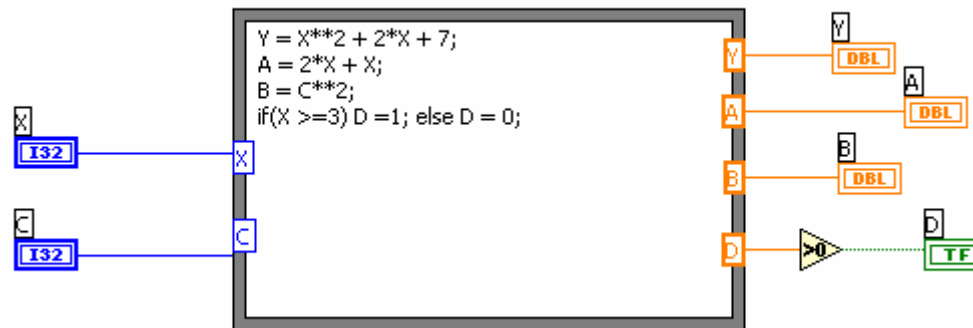 Y = X**2 + 2*X + 7;
A = 2*X + X;
B = C**2;
if(X >=3) D =1; else D = 0;
X
I32
X
C
I32
C
Y
Y
DBL
A
A
DBL
B
B
DBL
D
>0
D
TF